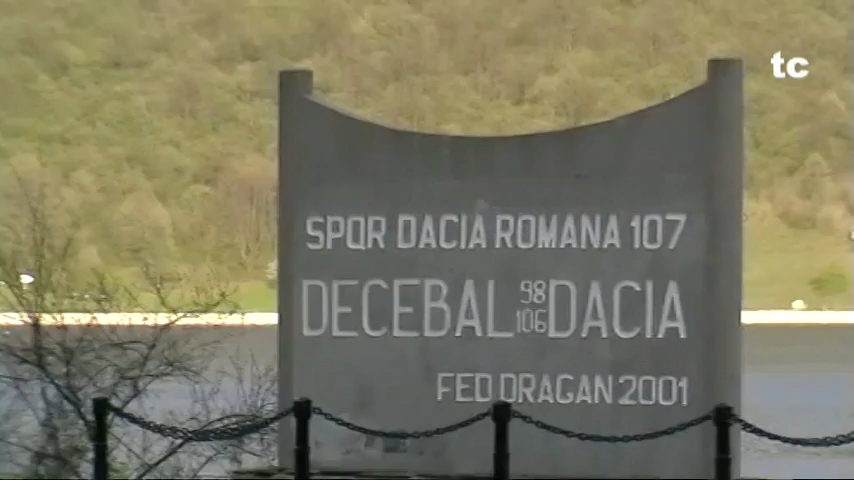 tc
SPQR DACIA ROMANA 107
DECEBAL 98 106 DACIA
FED DRAGAN 2001